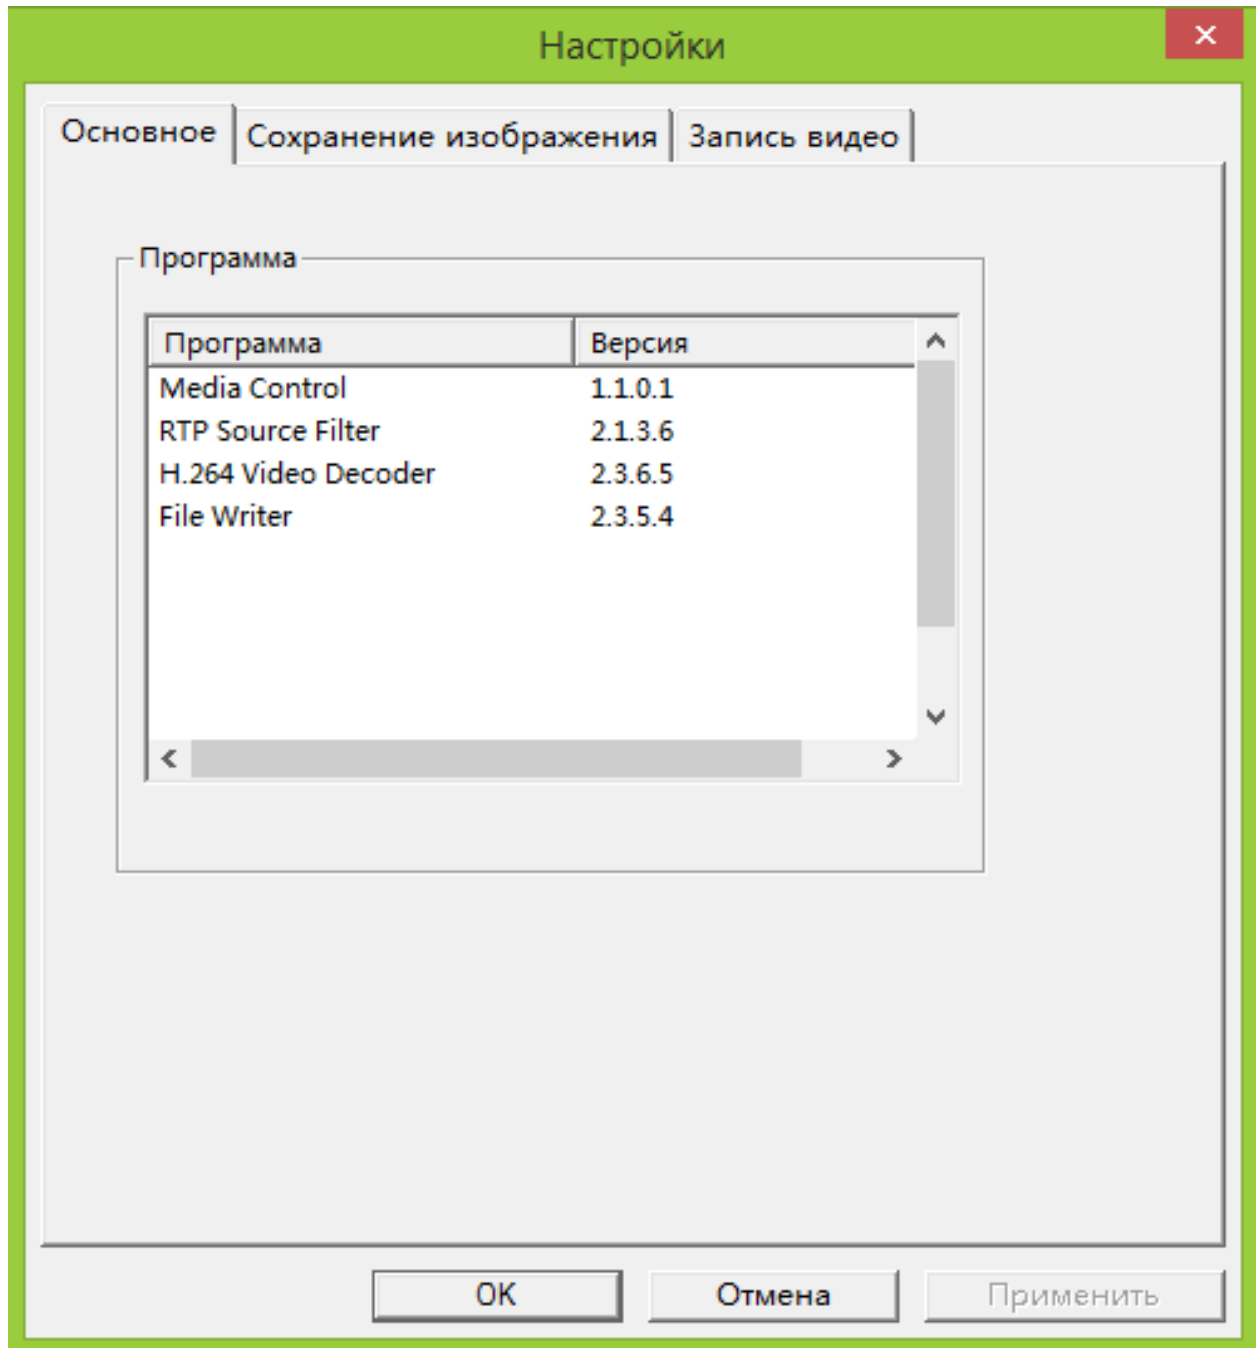 Настройки
Основное Сохранение изображения Запись видео
Программа
Программа Версия
Media Control 1.1.0.1
RTP Source Filter 2.1.3.6
H.264 Video Decoder 2.3.6.5
File Writer 2.3.5.4
OK Отмена Применить